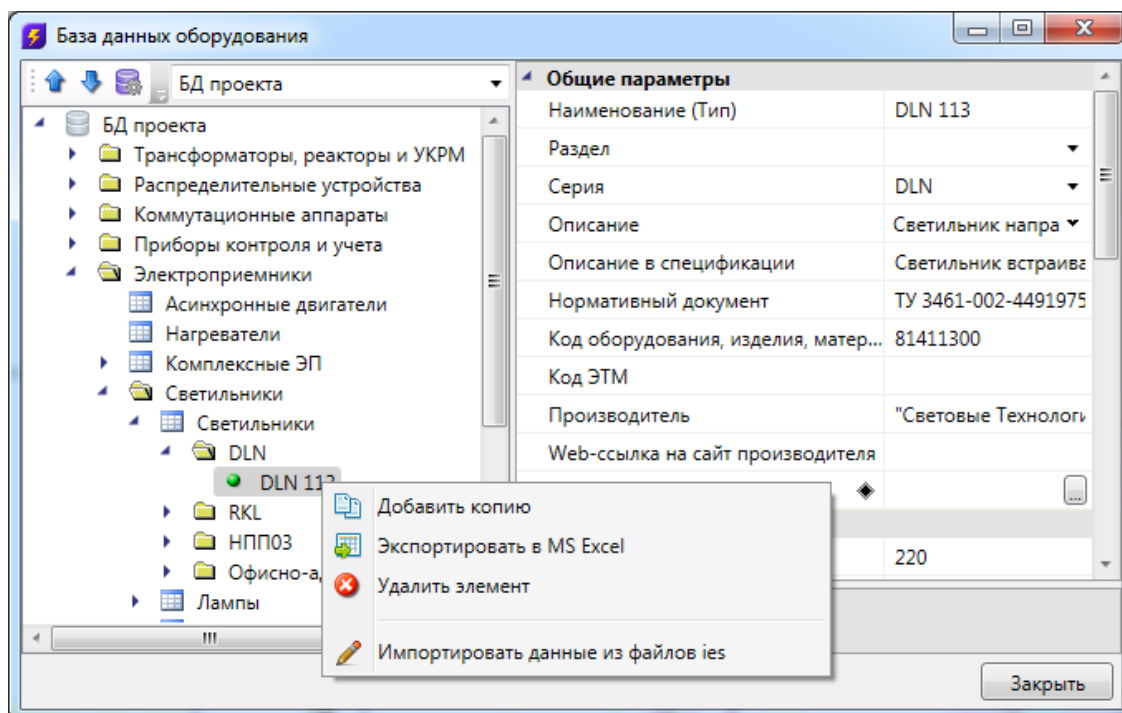 База данных оборудования
БД проекта
БД проекта
Трансформаторы, реакторы и УКРМ
Распределительные устройства
Коммутационные аппараты
Приборы контроля и учета
Электроприемники
Асинхронные двигатели
Нагреватели
Комплексные ЭП
Светильники
Светильники
DLN
DLN 113
RKL
НПП03
Офисно-а
Лампы
Общие параметры
Наименование (Тип) DLN 113
Раздел
Серия DLN
Описание Светильник напра
Описание в спецификации Светильник встраива
Нормативный документ ТУ 3461-002-4491975
Код оборудования, изделия, матер... 81411300
Код ЭТМ
Производитель "Световые Технологи
Web-ссылка на сайт производителя
...
220
Добавить копию
Экспортировать в MS Excel
Удалить элемент
Импортировать данные из файлов ies
Закрыть